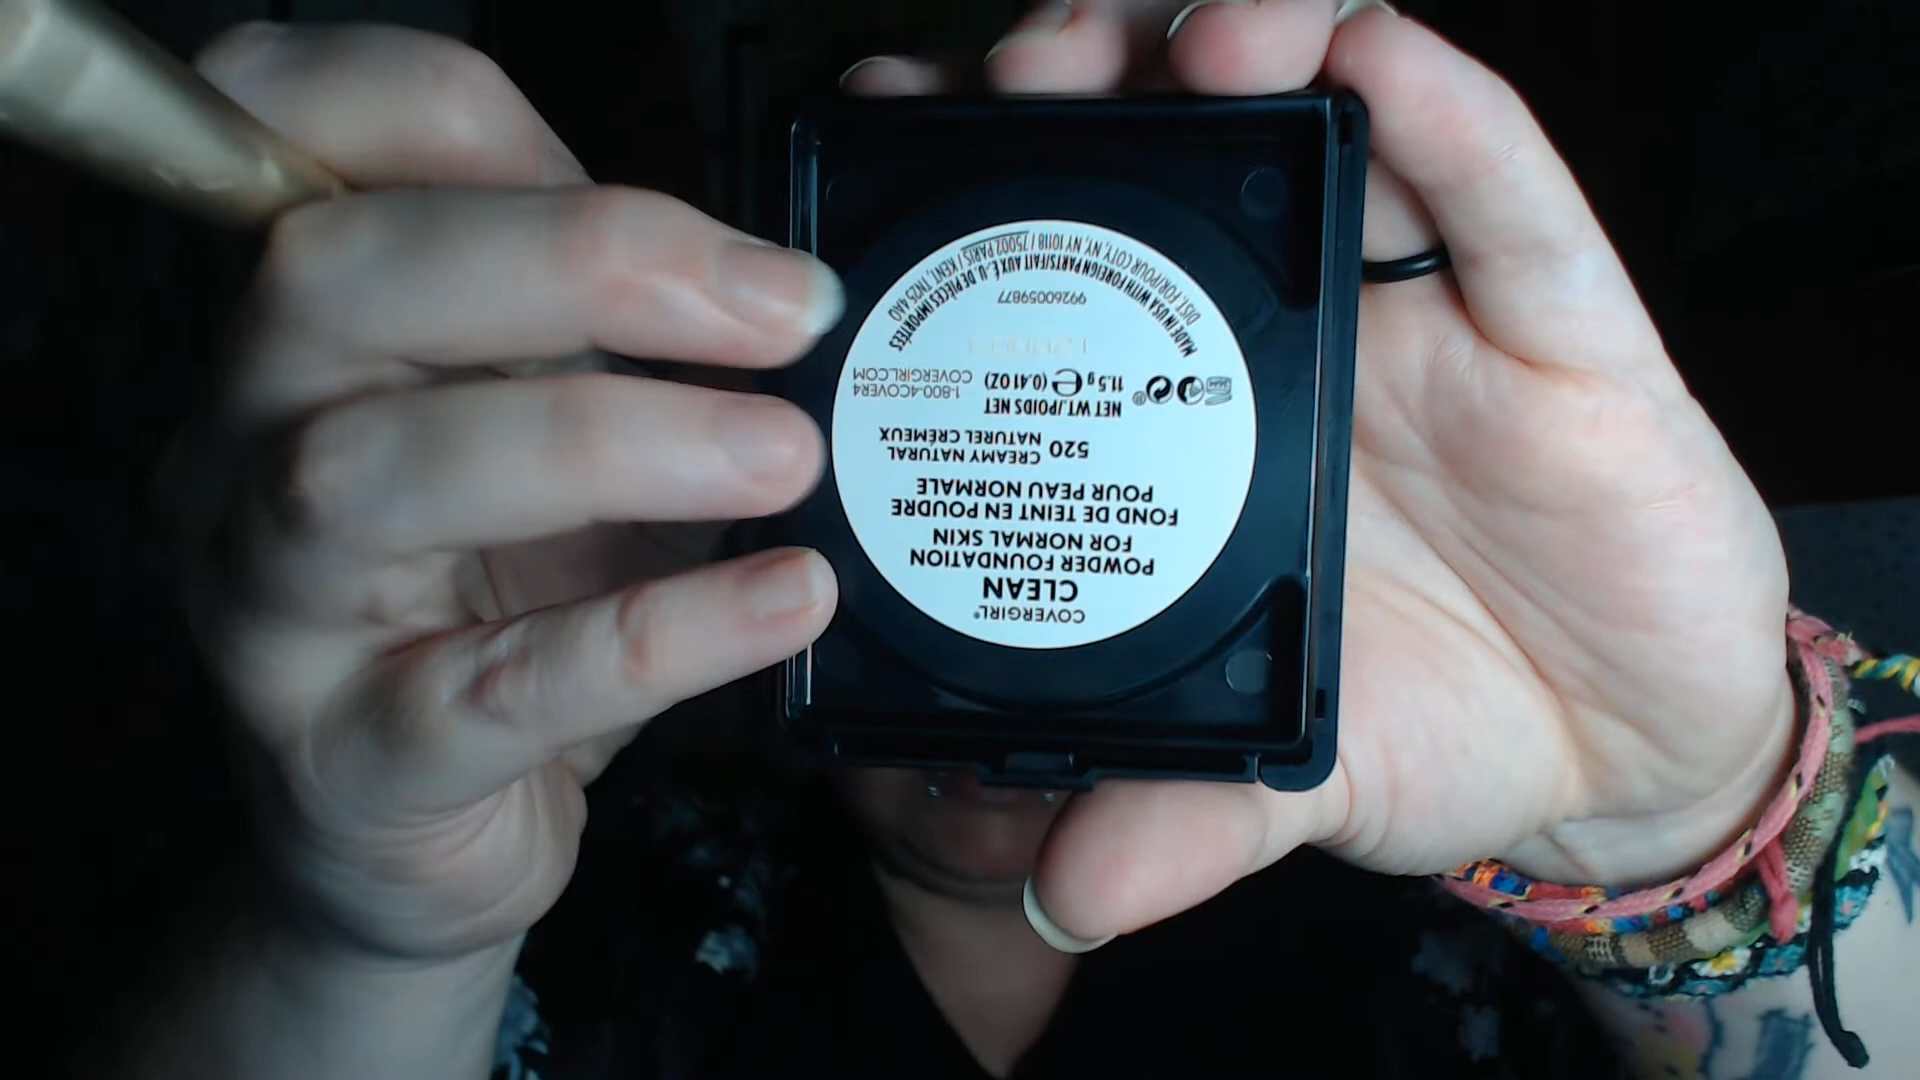 COVERGIRL®
CLEAN
POWDER FOUNDATION
FOR NORMAL SKIN
FOND DE TEINT EN POUDRE
POUR PEAU NORMALE
520 CREAMY NATURAL
NATUREL CRÉMEUX
NET WT./POIDS NET
11.5 g e (0.41 OZ)
1-800-4COVER4
COVERGIRL.COM
99260059877
MADE IN USA WITH FOREIGN PARTS/FAIT AUX É.-U. DE PIÈCES IMPORTÉES
DIST. FOR/POUR COTY, NY, NY 10118 / 75002 PARIS / KENT, TN25 4AQ